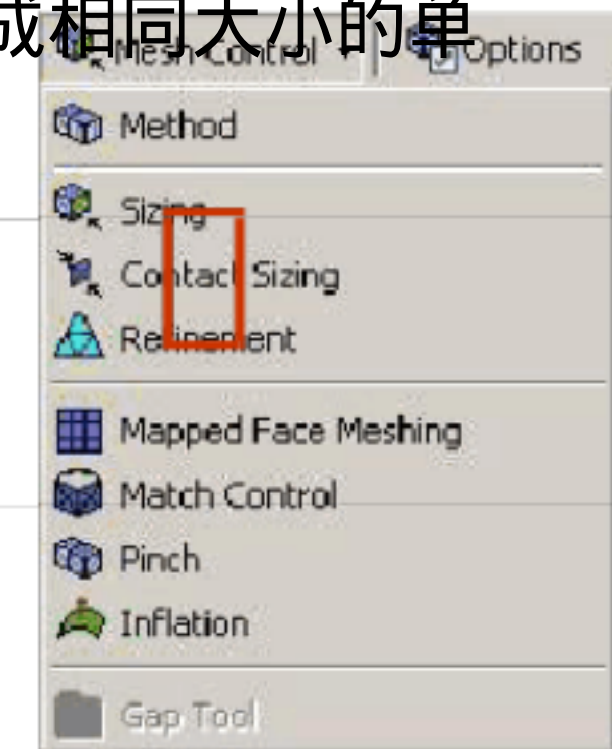 成相同大小的单
Mesh Control Options
Method
Sizing
Contact Sizing
Refinement
Mapped Face Meshing
Match Control
Pinch
Inflation
Gap Tool